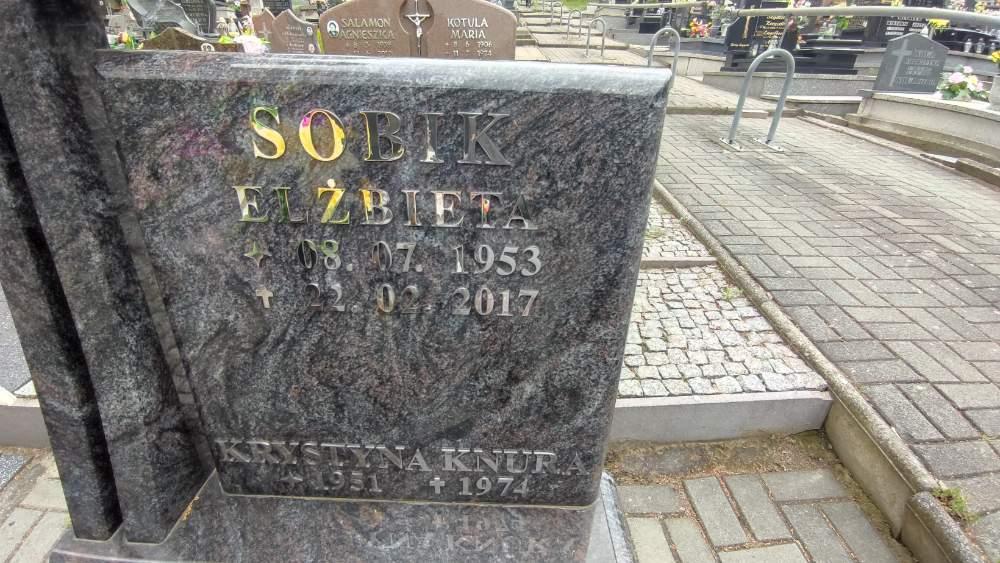 SALAMON
AGNIESZKA
KOTULA
MARIA
SOBIK
ELŻBIETA
08. 07. 1953
22. 02. 2017
KRYSTYNA KNURA
1951 1974